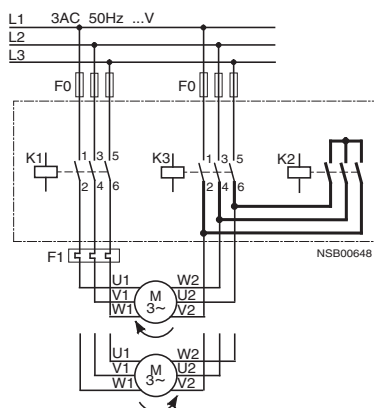 L1 3AC 50Hz ...V
L2
L3
F0 F0
K1 1 3 5 K3 1 3 5 K2
2 4 6 2 4 6
F1 NSB00648
U1 W2
V1 M U2
W1 3~ V2
U1 W2
V1 M U2
W1 3~ V2